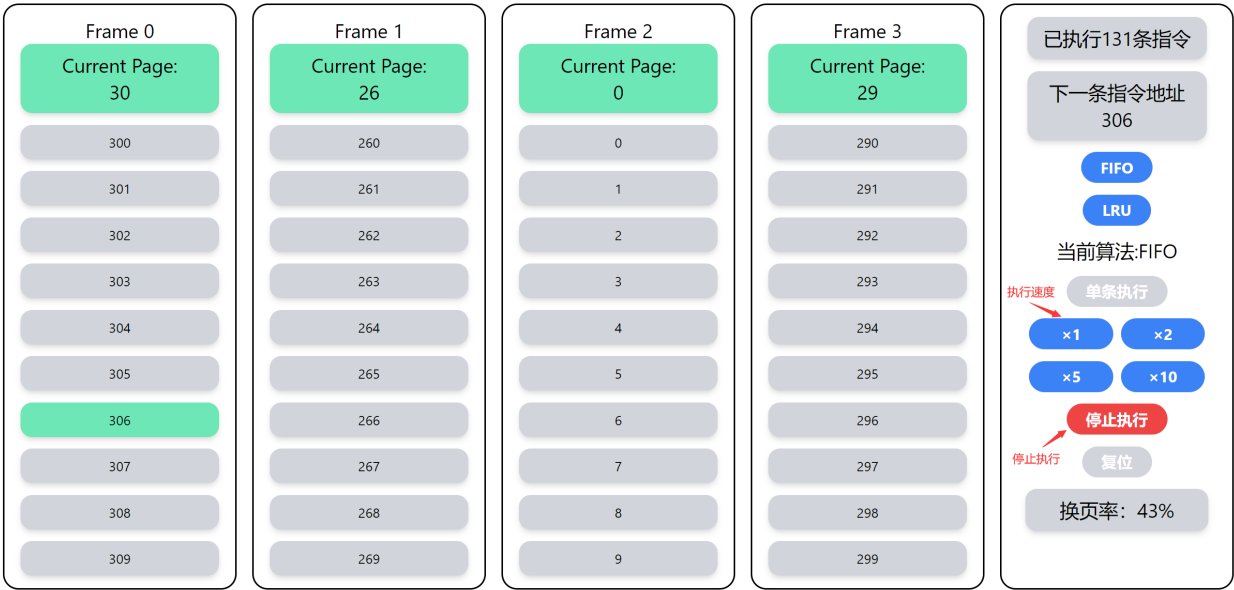 Frame 0
Current Page:
30
300
301
302
303
304
305
306
307
308
309
Frame 1
Current Page:
26
260
261
262
263
264
265
266
267
268
269
Frame 2
Current Page:
0
0
1
2
3
4
5
6
7
8
9
Frame 3
Current Page:
29
290
291
292
293
294
295
296
297
298
299
已执行131条指令
下一条指令地址
306
FIFO
LRU
当前算法:FIFO
执行速度
单条执行
×1
×2
×5
×10
停止执行
停止执行
复位
换页率：43%